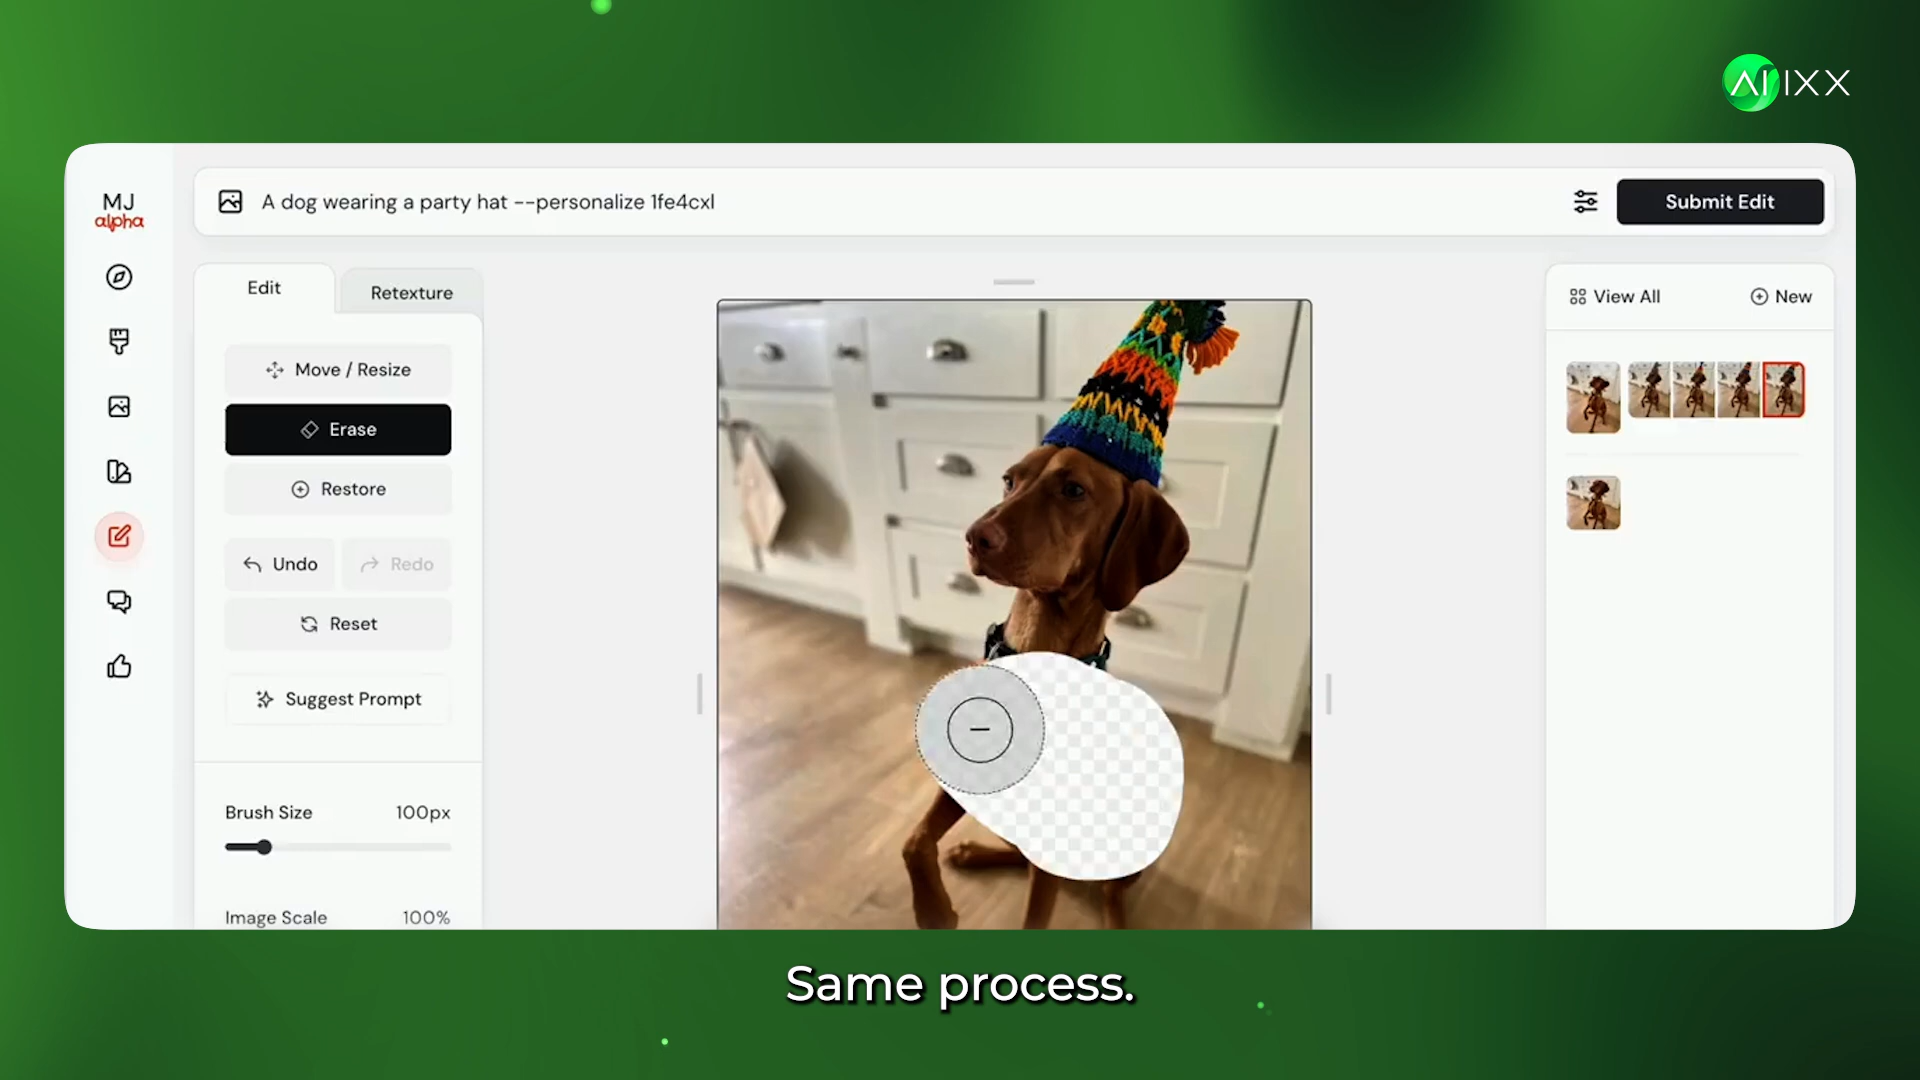 AI IXX
MJ
alpha
A dog wearing a party hat --personalize 1fe4cxl
Submit Edit
Edit
Retexture
View All
New
Move / Resize
Erase
Restore
Undo
Redo
Reset
Suggest Prompt
Brush Size
100px
Image Scale
100%
Same process.